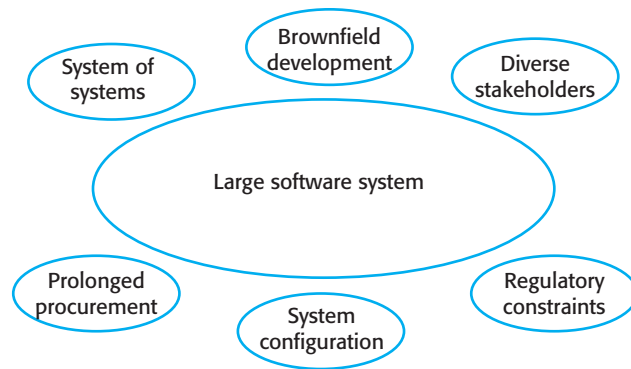 Brownfield
development
System of
systems
Diverse
stakeholders
Large software system
Prolonged
procurement
System
configuration
Regulatory
constraints